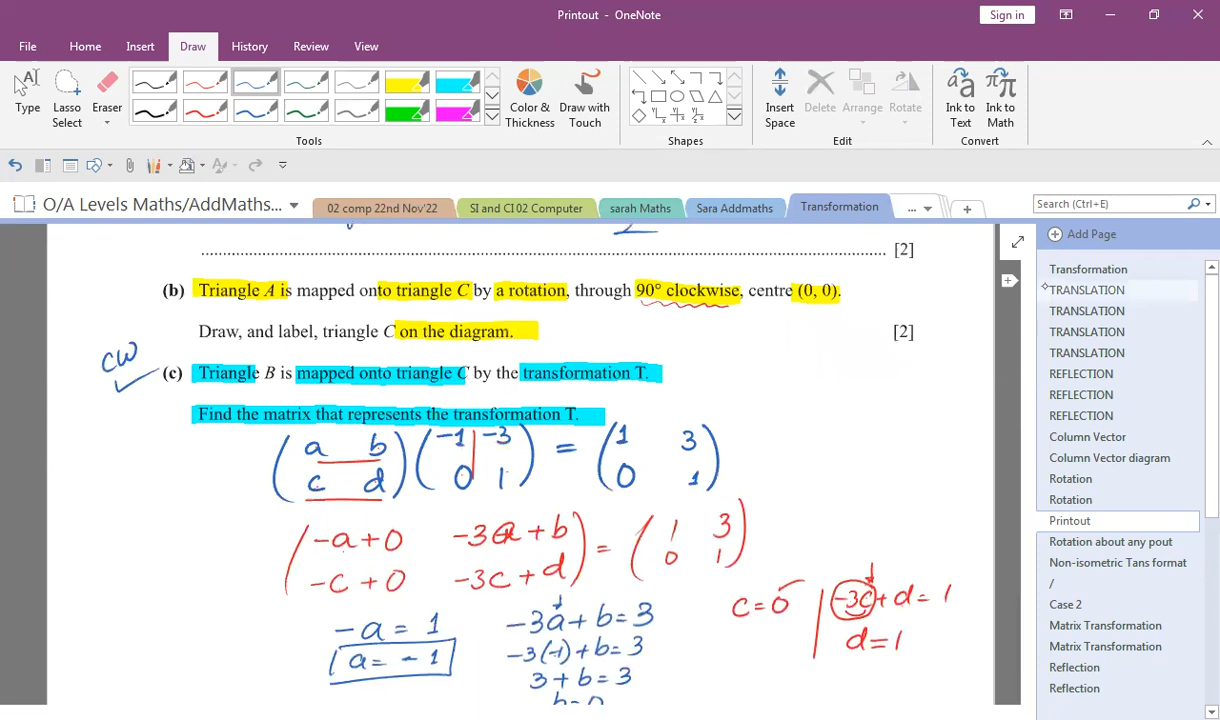 Printout - OneNote
Sign in
File Home Insert Draw History Review View
Type
Lasso Select
Eraser
Color & Thickness
Draw with Touch
Insert Space
Delete
Arrange
Rotate
Ink to Text
Ink to Math
Tools
Shapes
Edit
Convert
O/A Levels Maths/AddMaths...
02 comp 22nd Nov'22
SI and CI 02 Computer
sarah Maths
Sara Addmaths
Transformation
...
Search (Ctrl+E)
Add Page
Transformation
TRANSLATION
TRANSLATION
TRANSLATION
TRANSLATION
REFLECTION
REFLECTION
REFLECTION
Column Vector
Column Vector diagram
Rotation
Rotation
Printout
Rotation about any pout
Non-isometric Tans format
/
Case 2
Matrix Transformation
Matrix Transformation
Reflection
Reflection
[2]
(b) Triangle A is mapped onto triangle C by a rotation, through 90° clockwise, centre (0, 0).
Draw, and label, triangle C on the diagram. [2]
CW
(c) Triangle B is mapped onto triangle C by the transformation T.
Find the matrix that represents the transformation T.
(a b) (-1 -3) = (1 3)
(c d) (0 1) (0 1)
(-a+0 -3a+b) = (1 3)
(-c+0 -3c+d) (0 1)
-a = 1
a = -1
-3a+b=3
-3(-1)+b=3
3+b=3
b=0
c=0
-3c+d=1
d=1